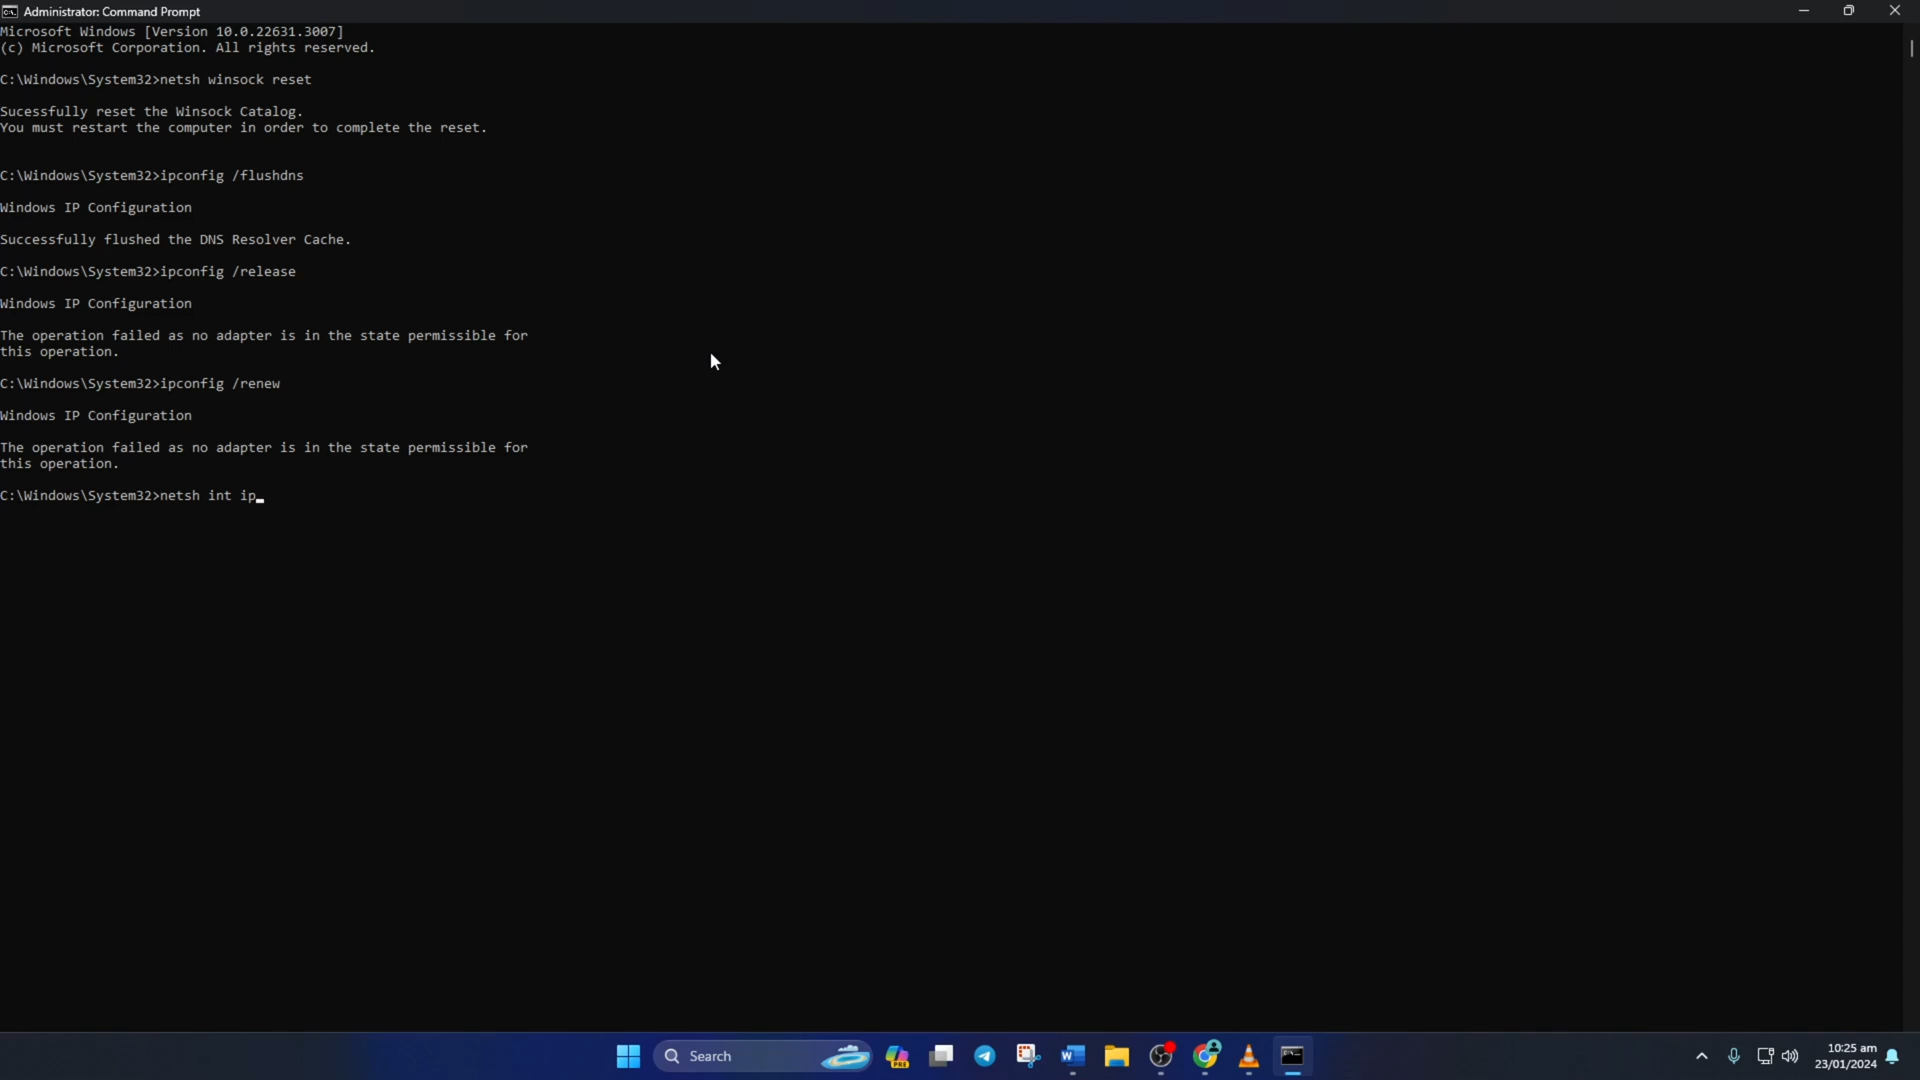 Administrator: Command Prompt
Microsoft Windows [Version 10.0.22631.3007]
(c) Microsoft Corporation. All rights reserved.
C:\Windows\System32>netsh winsock reset
Sucessfully reset the Winsock Catalog.
You must restart the computer in order to complete the reset.
C:\Windows\System32>ipconfig /flushdns
Windows IP Configuration
Successfully flushed the DNS Resolver Cache.
C:\Windows\System32>ipconfig /release
Windows IP Configuration
The operation failed as no adapter is in the state permissible for
this operation.
C:\Windows\System32>ipconfig /renew
Windows IP Configuration
The operation failed as no adapter is in the state permissible for
this operation.
C:\Windows\System32>netsh int ip
Search
PRE
10:25 am
23/01/2024